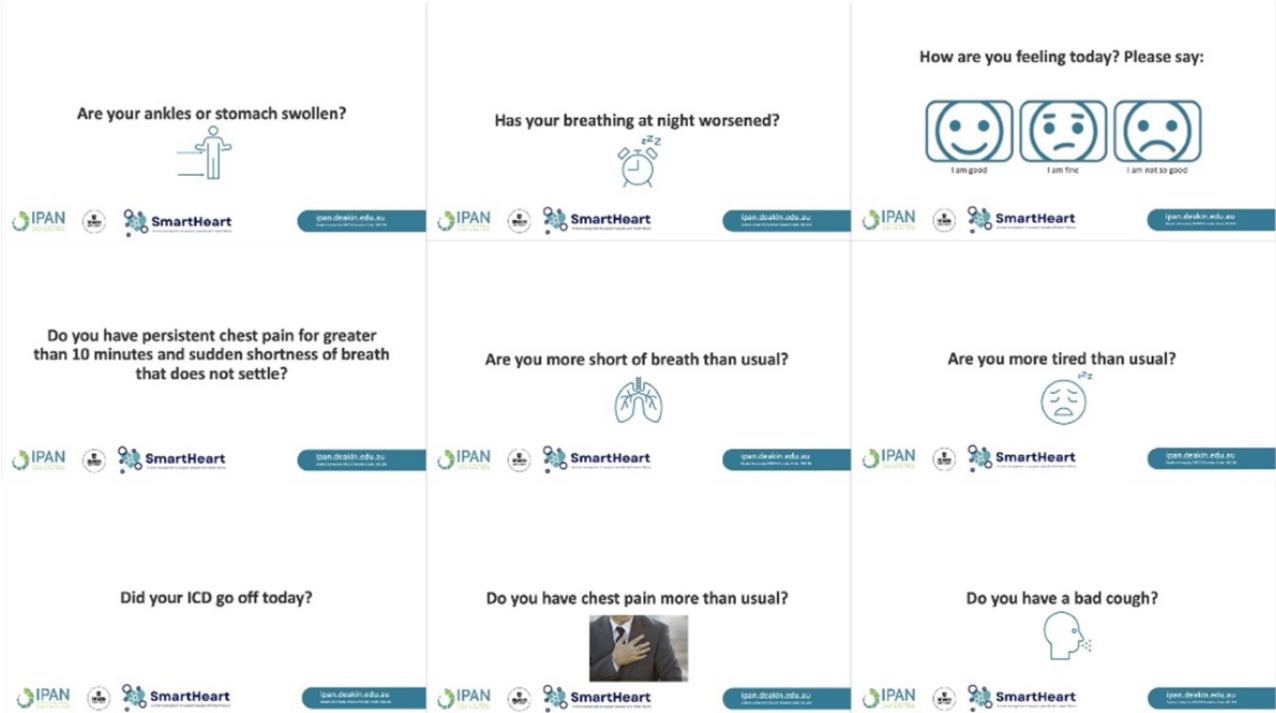 Are your ankles or stomach swollen?
IPAN
SmartHeart
ipan.deakin.edu.au
Has your breathing at night worsened?
zZZ
IPAN
SmartHeart
ipan.deakin.edu.au
How are you feeling today? Please say:
I am good
I am fine
I am not so good
IPAN
SmartHeart
ipan.deakin.edu.au
Do you have persistent chest pain for greater
than 10 minutes and sudden shortness of breath
that does not settle?
IPAN
SmartHeart
ipan.deakin.edu.au
Are you more short of breath than usual?
IPAN
SmartHeart
ipan.deakin.edu.au
Are you more tired than usual?
zZZ
IPAN
SmartHeart
ipan.deakin.edu.au
Did your ICD go off today?
IPAN
SmartHeart
ipan.deakin.edu.au
Do you have chest pain more than usual?
IPAN
SmartHeart
ipan.deakin.edu.au
Do you have a bad cough?
IPAN
SmartHeart
ipan.deakin.edu.au